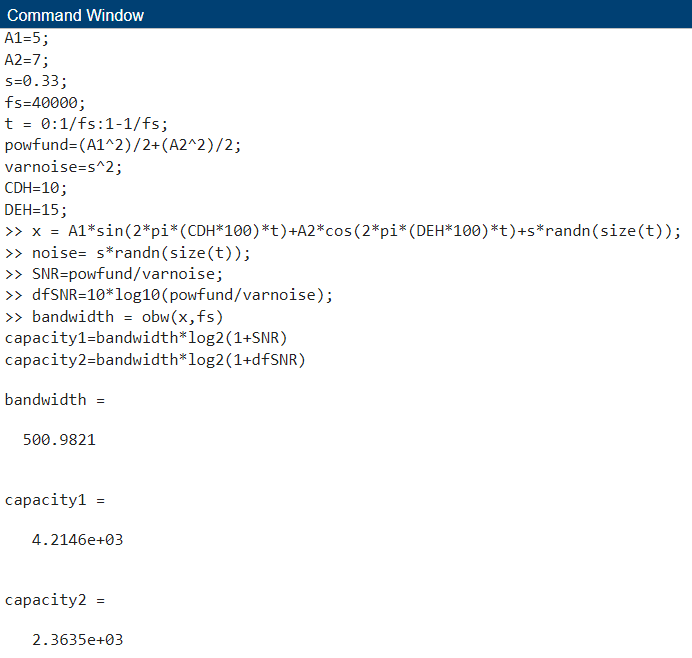 Command Window
A1=5;
A2=7;
s=0.33;
fs=40000;
t = 0:1/fs:1-1/fs;
powfund=(A1^2)/2+(A2^2)/2;
varnoise=s^2;
CDH=10;
DEH=15;
>> x = A1*sin(2*pi*(CDH*100)*t)+A2*cos(2*pi*(DEH*100)*t)+s*randn(size(t));
>> noise= s*randn(size(t));
>> SNR=powfund/varnoise;
>> dfSNR=10*log10(powfund/varnoise);
>> bandwidth = obw(x,fs)
capacity1=bandwidth*log2(1+SNR)
capacity2=bandwidth*log2(1+dfSNR)
bandwidth =
500.9821
capacity1 =
4.2146e+03
capacity2 =
2.3635e+03